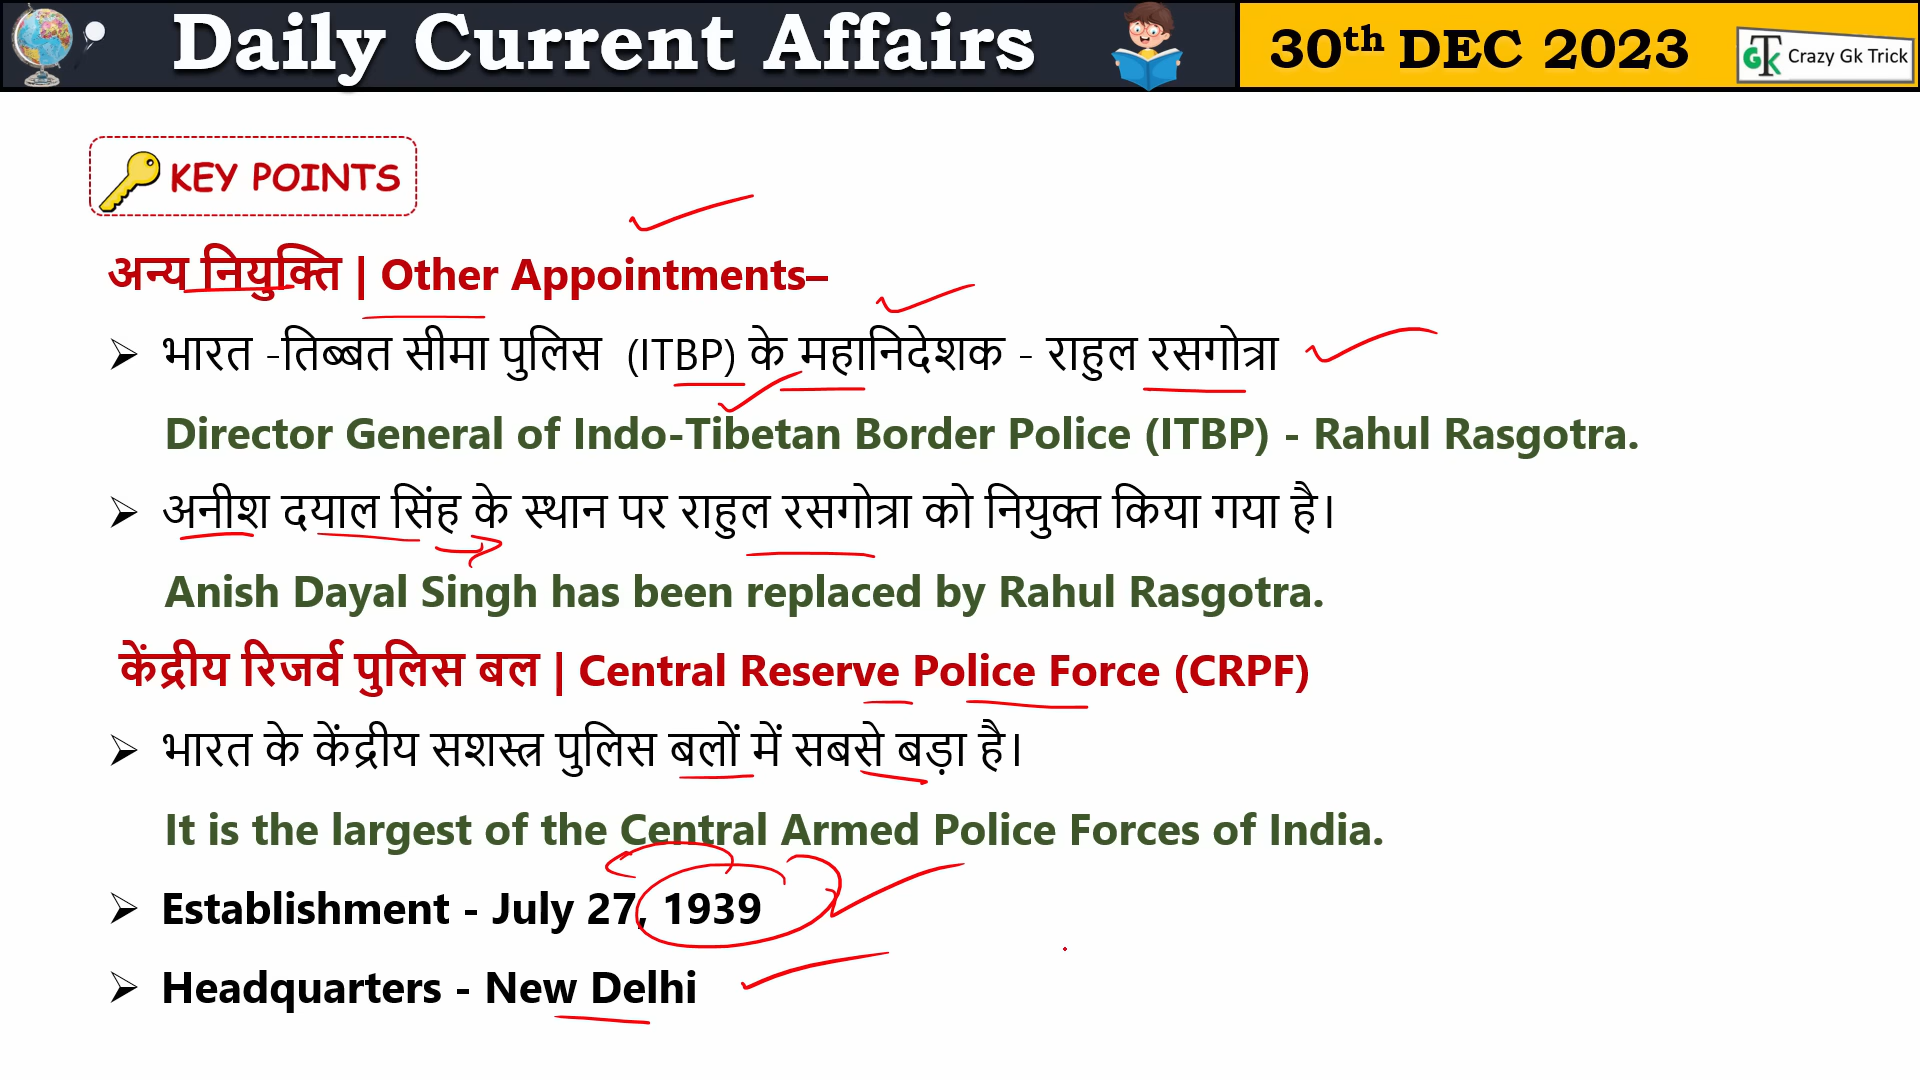 Daily Current Affairs
30th DEC 2023
GK Crazy Gk Trick
KEY POINTS
अन्य नियुक्ति | Other Appointments–
भारत -तिब्बत सीमा पुलिस (ITBP) के महानिदेशक - राहुल रसगोत्रा
Director General of Indo-Tibetan Border Police (ITBP) - Rahul Rasgotra.
अनीश दयाल सिंह के स्थान पर राहुल रसगोत्रा को नियुक्त किया गया है।
Anish Dayal Singh has been replaced by Rahul Rasgotra.
केंद्रीय रिजर्व पुलिस बल | Central Reserve Police Force (CRPF)
भारत के केंद्रीय सशस्त्र पुलिस बलों में सबसे बड़ा है।
It is the largest of the Central Armed Police Forces of India.
Establishment - July 27, 1939
Headquarters - New Delhi